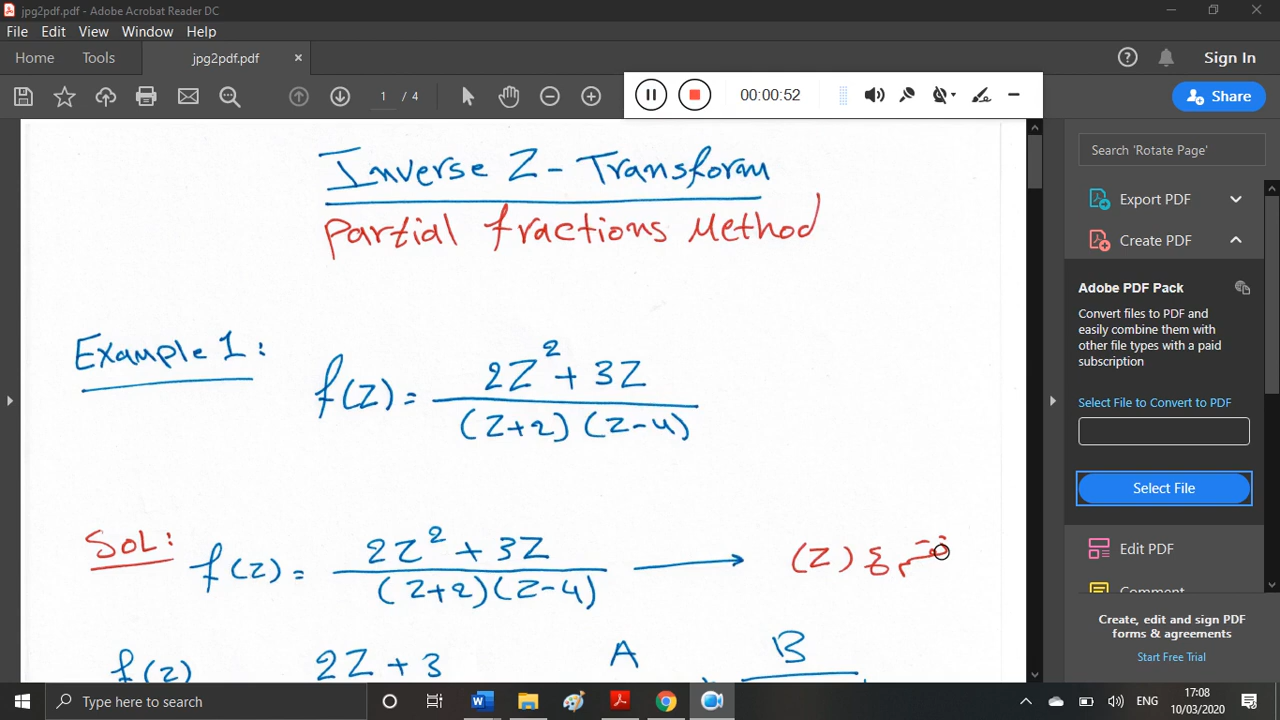 jpg2pdf.pdf - Adobe Acrobat Reader DC
File Edit View Window Help
Home Tools jpg2pdf.pdf × Sign In
1 / 4 00:00:52 Share
Inverse Z-Transform
Partial fractions Method
Example 1: f(Z) = 2Z² + 3Z / (Z+2)(Z-4)
SoL: f(Z) = 2Z² + 3Z / (Z+2)(Z-4) → (Z) نقسم ع
f(Z) 2Z + 3 A B
Search 'Rotate Page'
Export PDF
Create PDF
Adobe PDF Pack
Convert files to PDF and
easily combine them with
other file types with a paid
subscription
Select File to Convert to PDF
Select File
Edit PDF
Comment
Create, edit and sign PDF
forms & agreements
Start Free Trial
Type here to search
ENG
17:08
10/03/2020